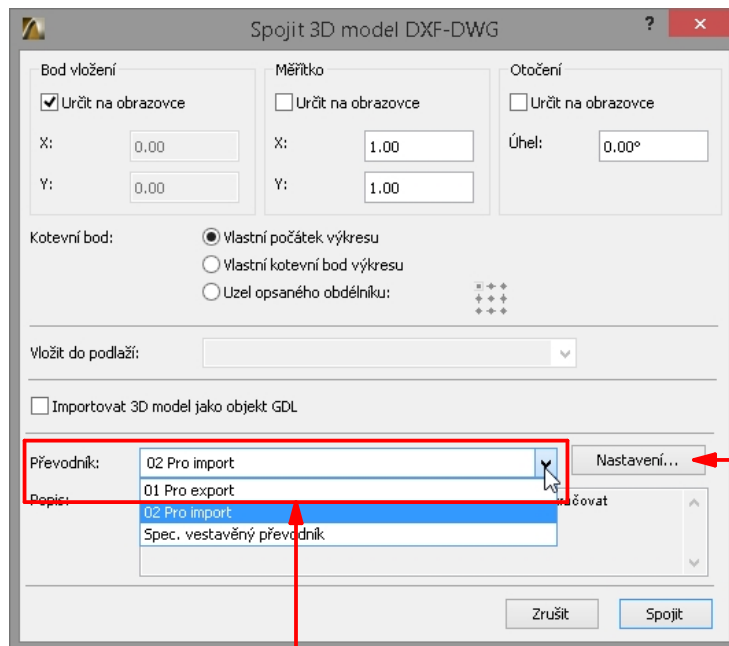 Spojit 3D model DXF-DWG
?
×
Bod vložení
Určit na obrazovce
X:
0.00
Y:
0.00
Měřítko
Určit na obrazovce
X:
1.00
Y:
1.00
Otočení
Určit na obrazovce
Úhel:
0.00°
Kotevní bod:
Vlastní počátek výkresu
Vlastní kotevní bod výkresu
Uzel opsaného obdélníku:
Vložit do podlaží:
Importovat 3D model jako objekt GDL
Převodník:
02 Pro import
Nastavení...
Popis:
01 Pro export
02 Pro import
Spec. vestavěný převodník
Zrušit
Spojit